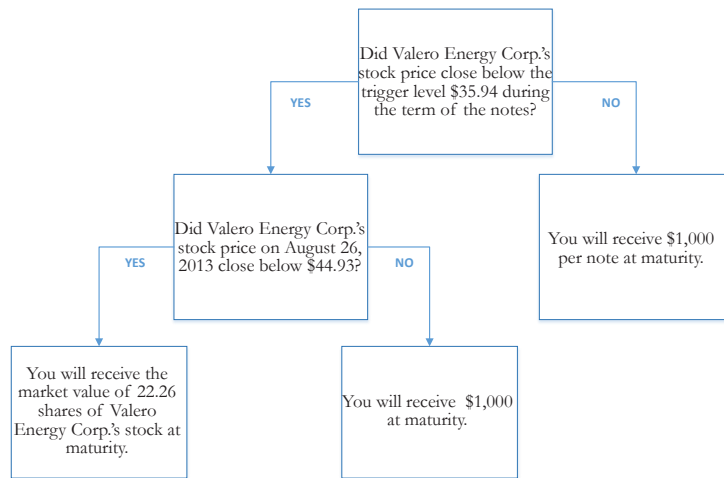 Did Valero Energy Corp.'s
stock price close below the
trigger level $35.94 during
the term of the notes?
YES
NO
Did Valero Energy Corp.'s
stock price on August 26,
2013 close below $44.93?
You will receive $1,000
per note at maturity.
YES
NO
You will receive the
market value of 22.26
shares of Valero
Energy Corp.'s stock at
maturity.
You will receive $1,000
at maturity.